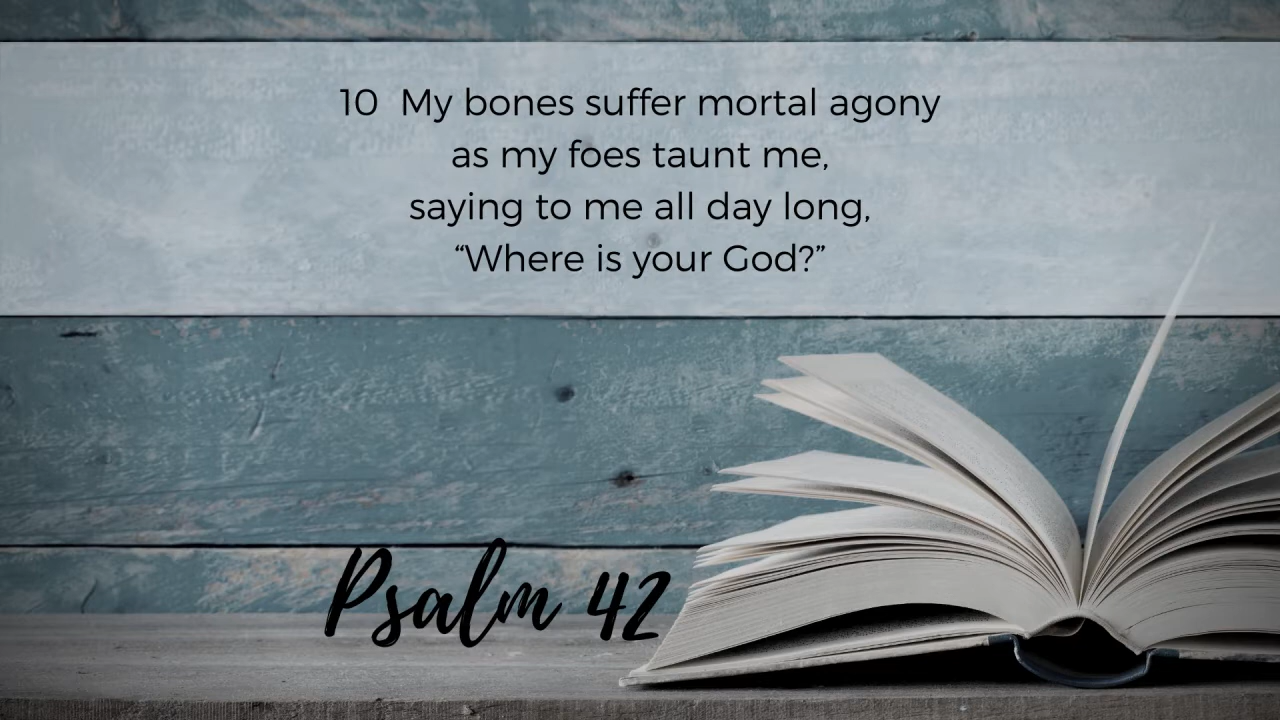 10 My bones suffer mortal agony
as my foes taunt me,
saying to me all day long,
“Where is your God?”
Psalm 42